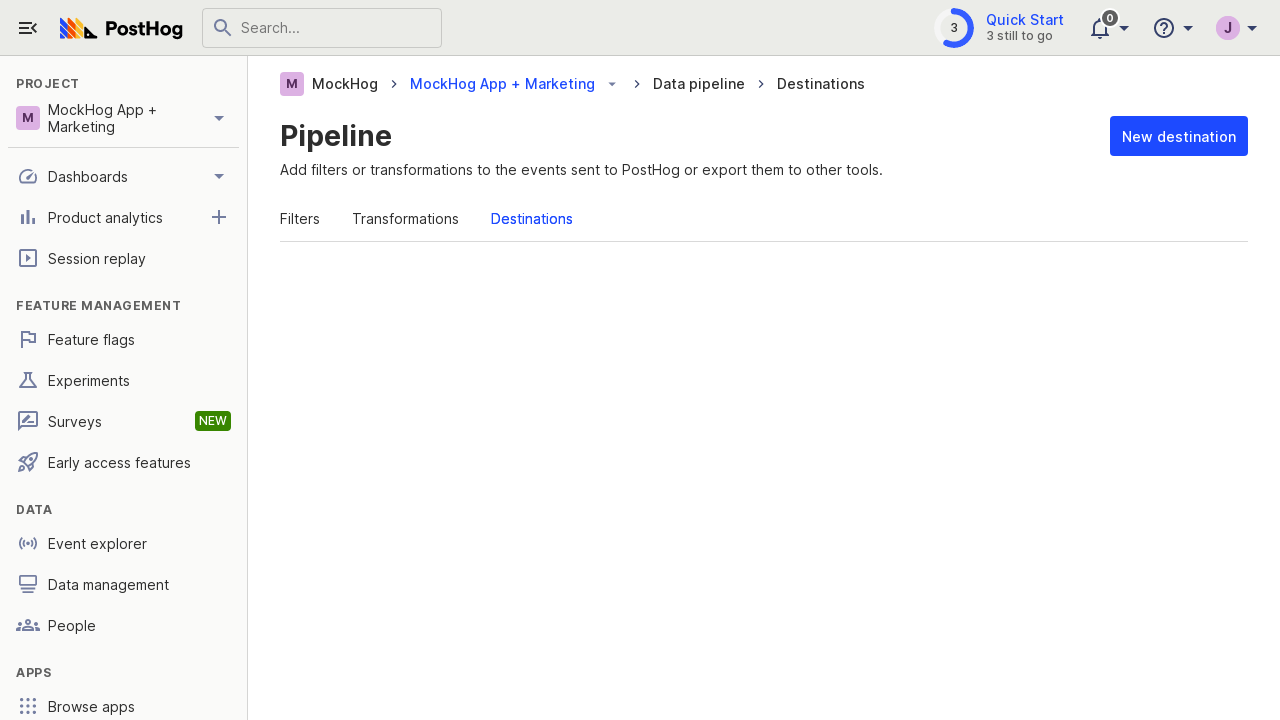 PostHog
Search...
3
Quick Start
3 still to go
0
J
PROJECT
M
MockHog App +
Marketing
Dashboards
Product analytics
Session replay
FEATURE MANAGEMENT
Feature flags
Experiments
Surveys
NEW
Early access features
DATA
Event explorer
Data management
People
APPS
Browse apps
M
MockHog
MockHog App + Marketing
Data pipeline
Destinations
Pipeline
New destination
Add filters or transformations to the events sent to PostHog or export them to other tools.
Filters
Transformations
Destinations